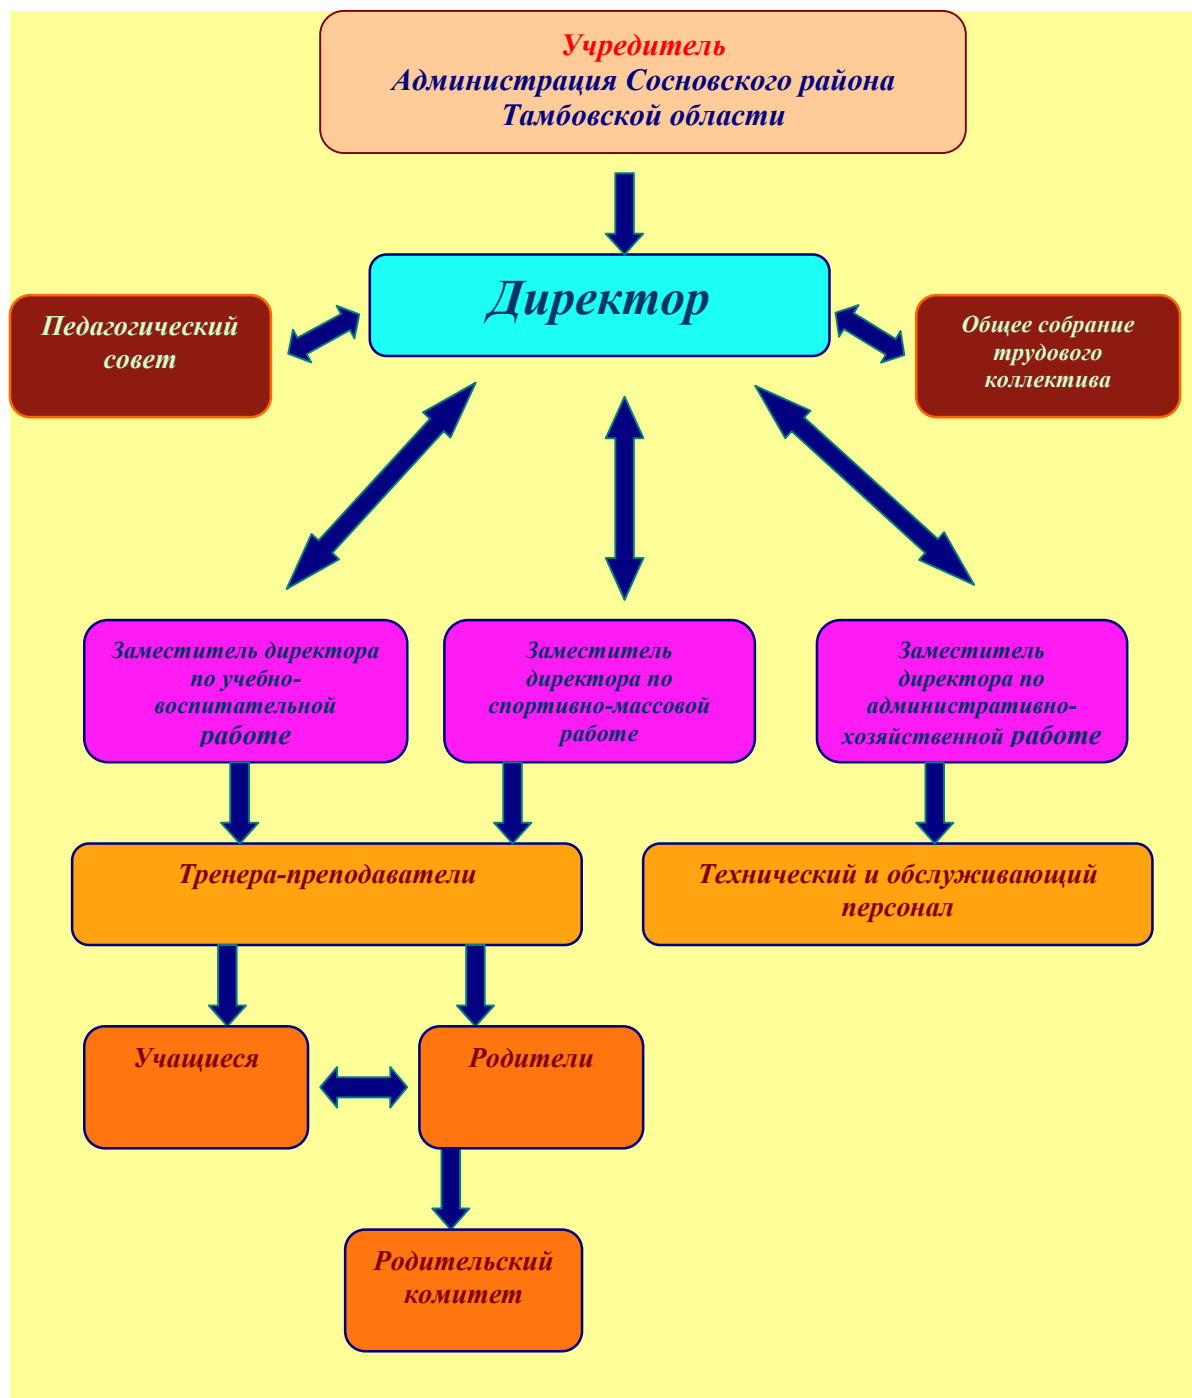 Учредитель
Администрация Сосновского района
Тамбовской области
Директор
Педагогический
совет
Общее собрание
трудового
коллектива
Заместитель директора
по учебно-
воспитательной
работе
Заместитель
директора по
спортивно-массовой
работе
Заместитель
директора по
административно-
хозяйственной работе
Тренера-преподаватели
Технический и обслуживающий
персонал
Учащиеся
Родители
Родительский
комитет